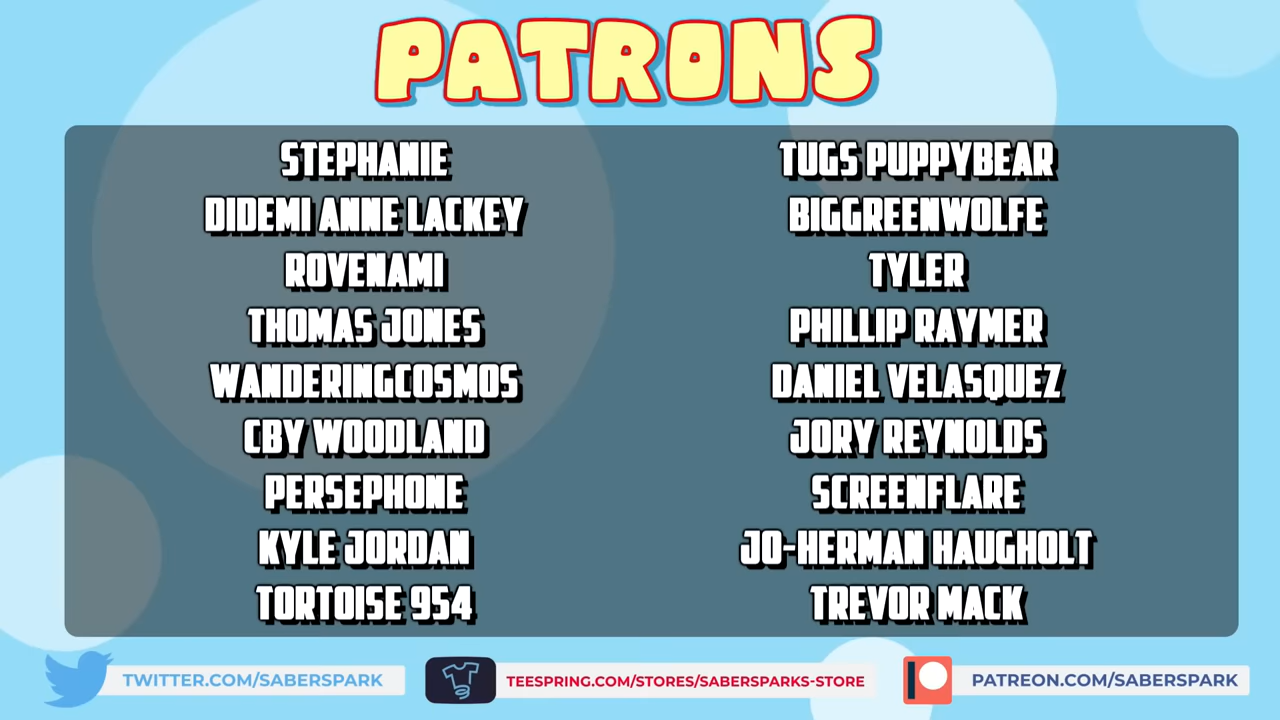 PATRONS
STEPHANIE
DIDEMI ANNE LACKEY
ROVENAMI
THOMAS JONES
WANDERINGCOSMOS
CBY WOODLAND
PERSEPHONE
KYLE JORDAN
TORTOISE 954
TUGS PUPPYBEAR
BIGGREENWOLFE
TYLER
PHILLIP RAYMER
DANIEL VELASQUEZ
JORY REYNOLDS
SCREENFLARE
JO-HERMAN HAUGHOLT
TREVOR MACK
TWITTER.COM/SABERSPARK
TEESPRING.COM/STORES/SABERSPARKS-STORE
PATREON.COM/SABERSPARK